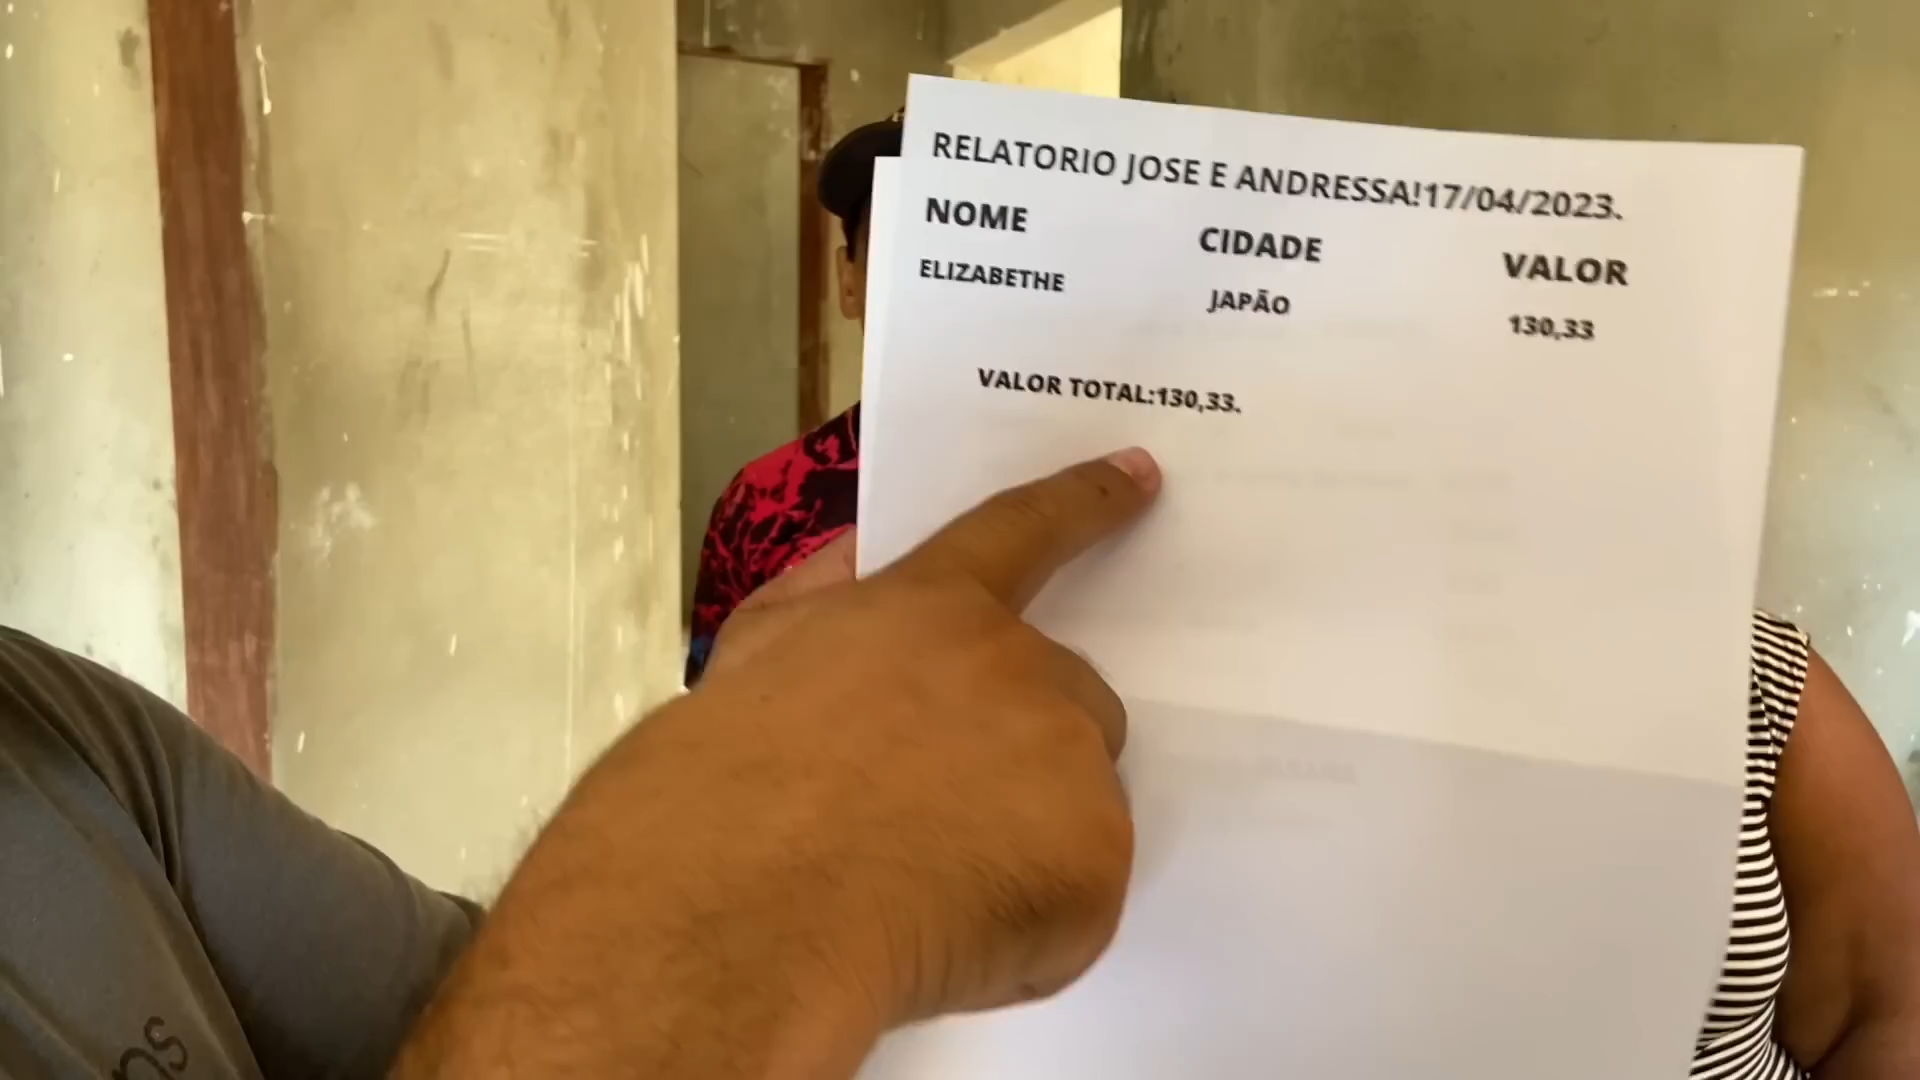 RELATORIO JOSE E ANDRESSA!17/04/2023.
NOME CIDADE VALOR
ELIZABETHE JAPÃO 130,33
VALOR TOTAL:130,33.